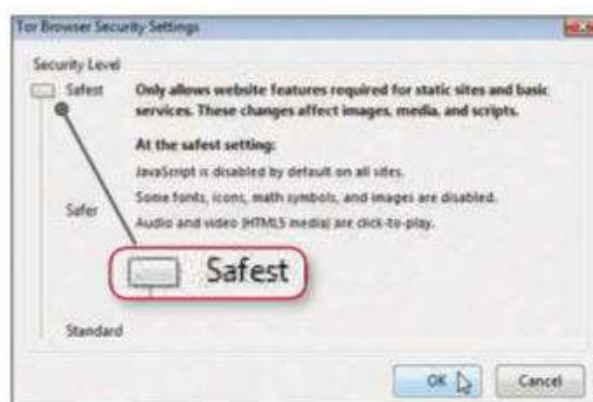 Tor Browser Security Settings
Security Level
Safest
Only allows website features required for static sites and basic
services. These changes affect images, media, and scripts.
At the safest setting:
JavaScript is disabled by default on all sites.
Some fonts, icons, math symbols, and images are disabled.
Safer
Audio and video (HTML5 media) are click-to-play.
Safest
Standard
OK
Cancel